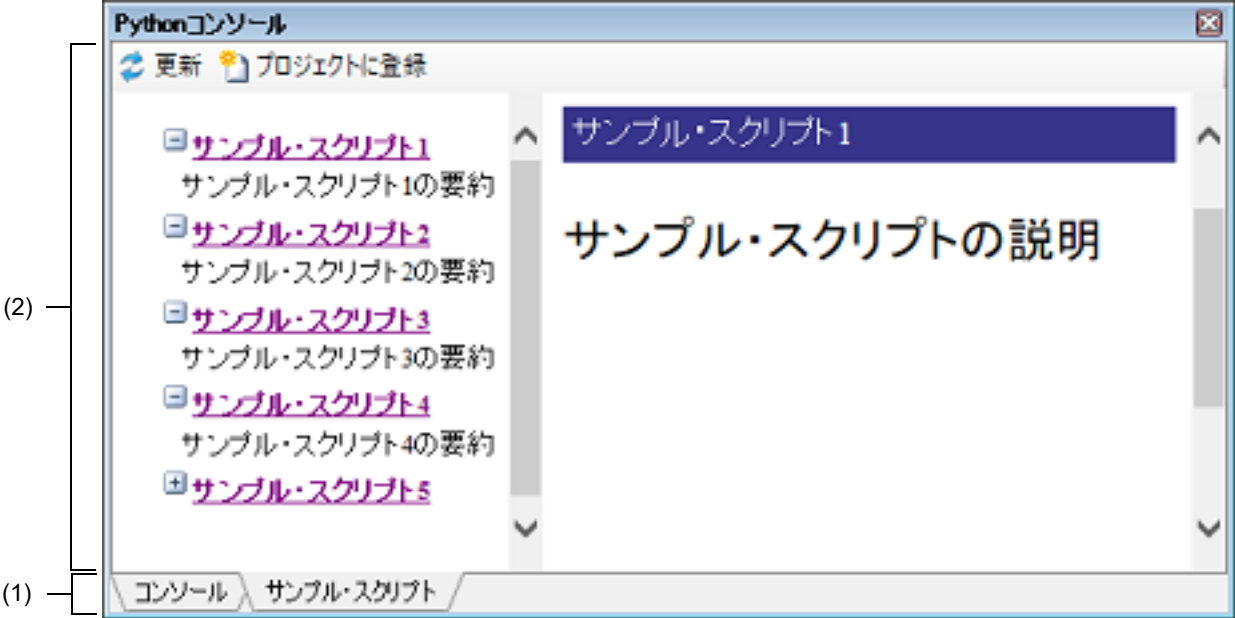 Pythonコンソール
更新 プロジェクトに登録
サンプル・スクリプト1
サンプル・スクリプト1の要約
サンプル・スクリプト2
サンプル・スクリプト2の要約
サンプル・スクリプト3
サンプル・スクリプト3の要約
サンプル・スクリプト4
サンプル・スクリプト4の要約
サンプル・スクリプト5
サンプル・スクリプト1
サンプル・スクリプトの説明
(2)
(1)
コンソール サンプル・スクリプト